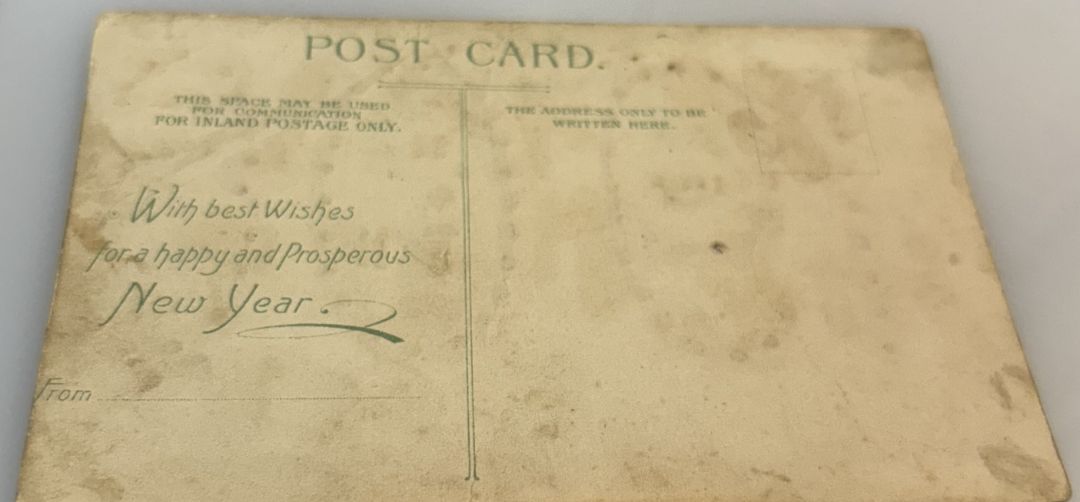 POST CARD.
THIS SPACE MAY BE USED
FOR COMMUNICATION
FOR INLAND POSTAGE ONLY.
THE ADDRESS ONLY TO BE
WRITTEN HERE.
With best Wishes
for a happy and Prosperous
New Year.
From